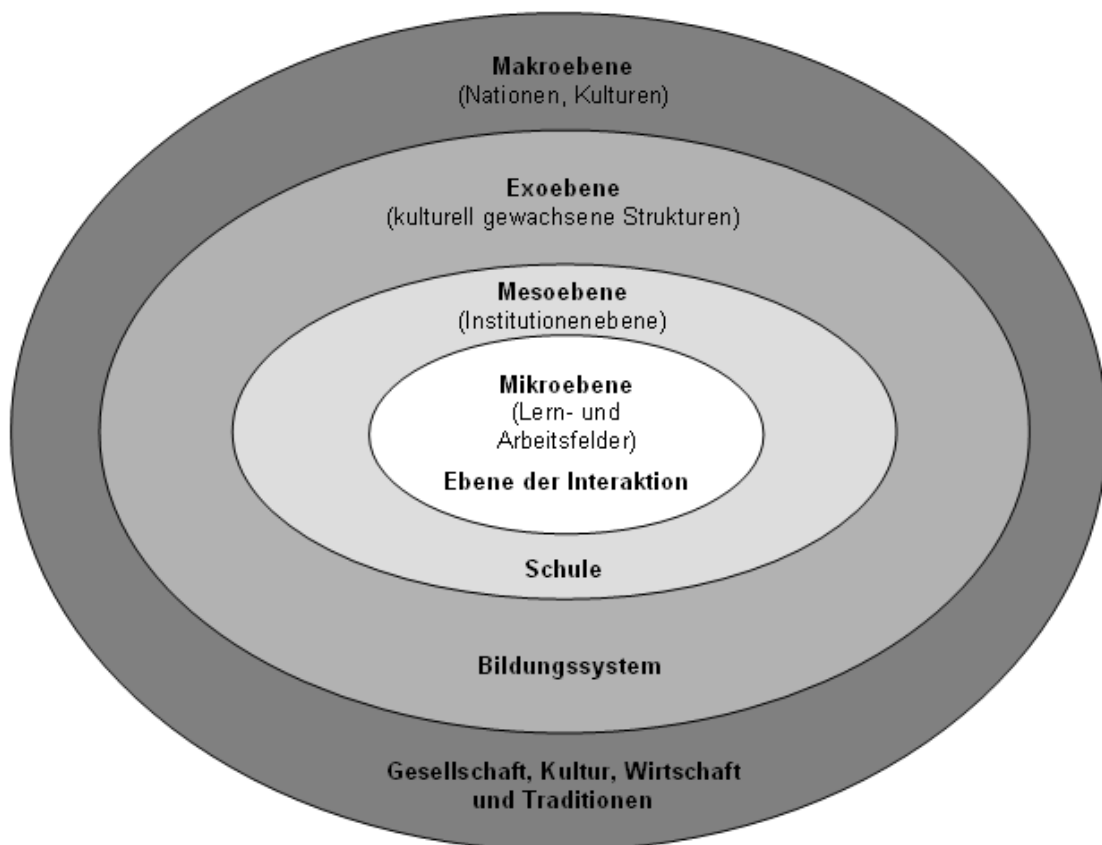 Makroebene
(Nationen, Kulturen)
Exoebene
(kulturell gewachsene Strukturen)
Mesoebene
(Institutionenebene)
Mikroebene
(Lern- und
Arbeitsfelder)
Ebene der Interaktion
Schule
Bildungssystem
Gesellschaft, Kultur, Wirtschaft
und Traditionen